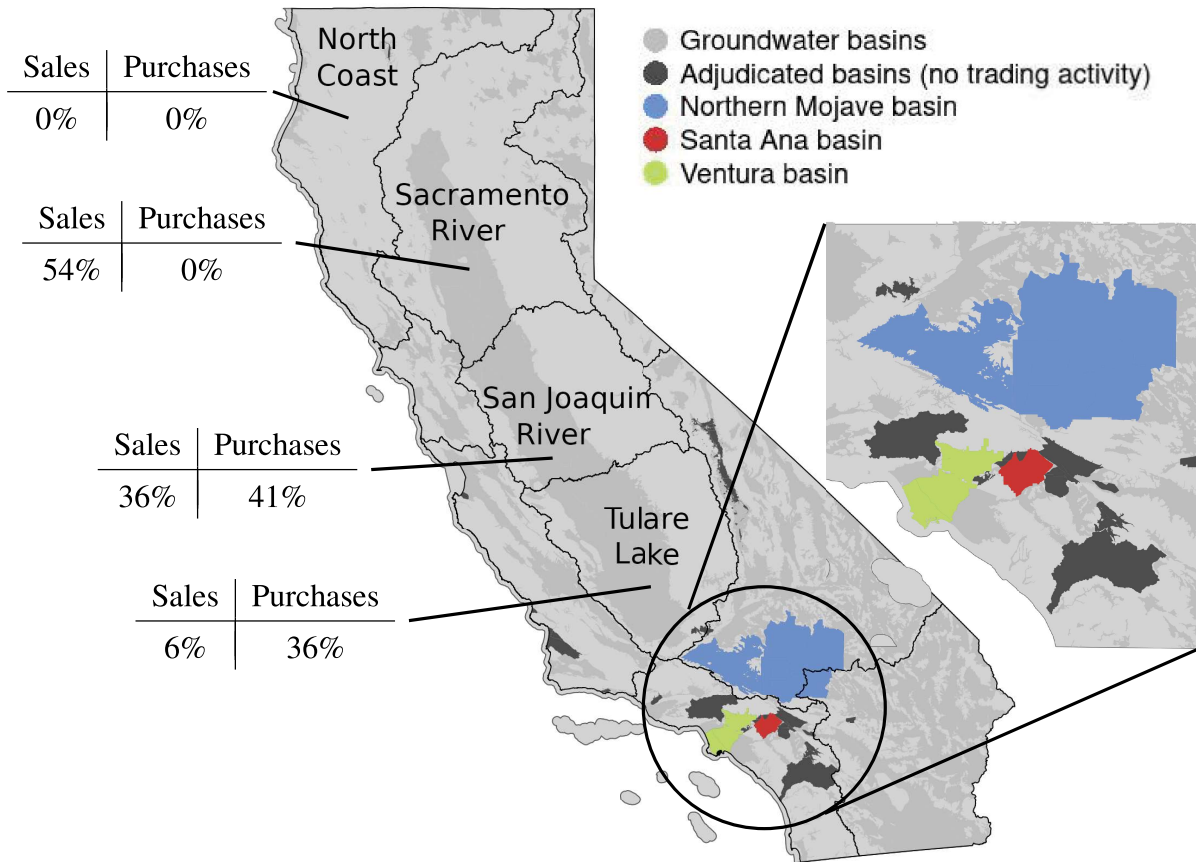 North
Coast
Sales Purchases
0% 0%
Sacramento
River
Sales Purchases
54% 0%
San Joaquin
River
Sales Purchases
36% 41%
Tulare
Lake
Sales Purchases
6% 36%
Groundwater basins
Adjudicated basins (no trading activity)
Northern Mojave basin
Santa Ana basin
Ventura basin